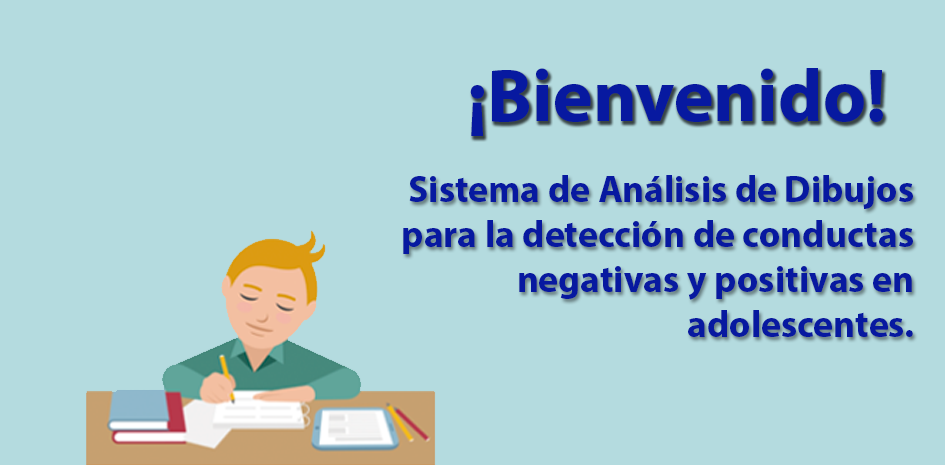 ¡Bienvenido!
Sistema de Análisis de Dibujos
para la detección de conductas
negativas y positivas en
adolescentes.